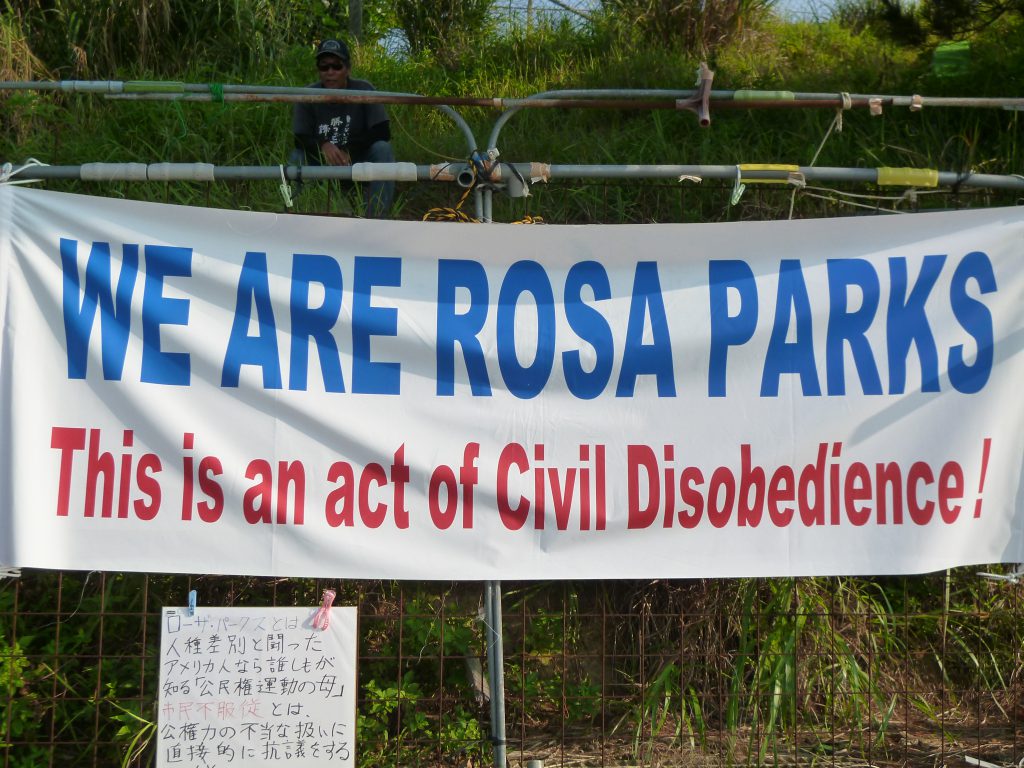 WE ARE ROSA PARKS
This is an act of Civil Disobedience!
ローザ・パークスとは
人種差別と闘った
アメリカ人なら誰しもが
知る「公民権運動の母」
市民不服従とは、
公権力の不当な扱いに
直接的に抗議をする